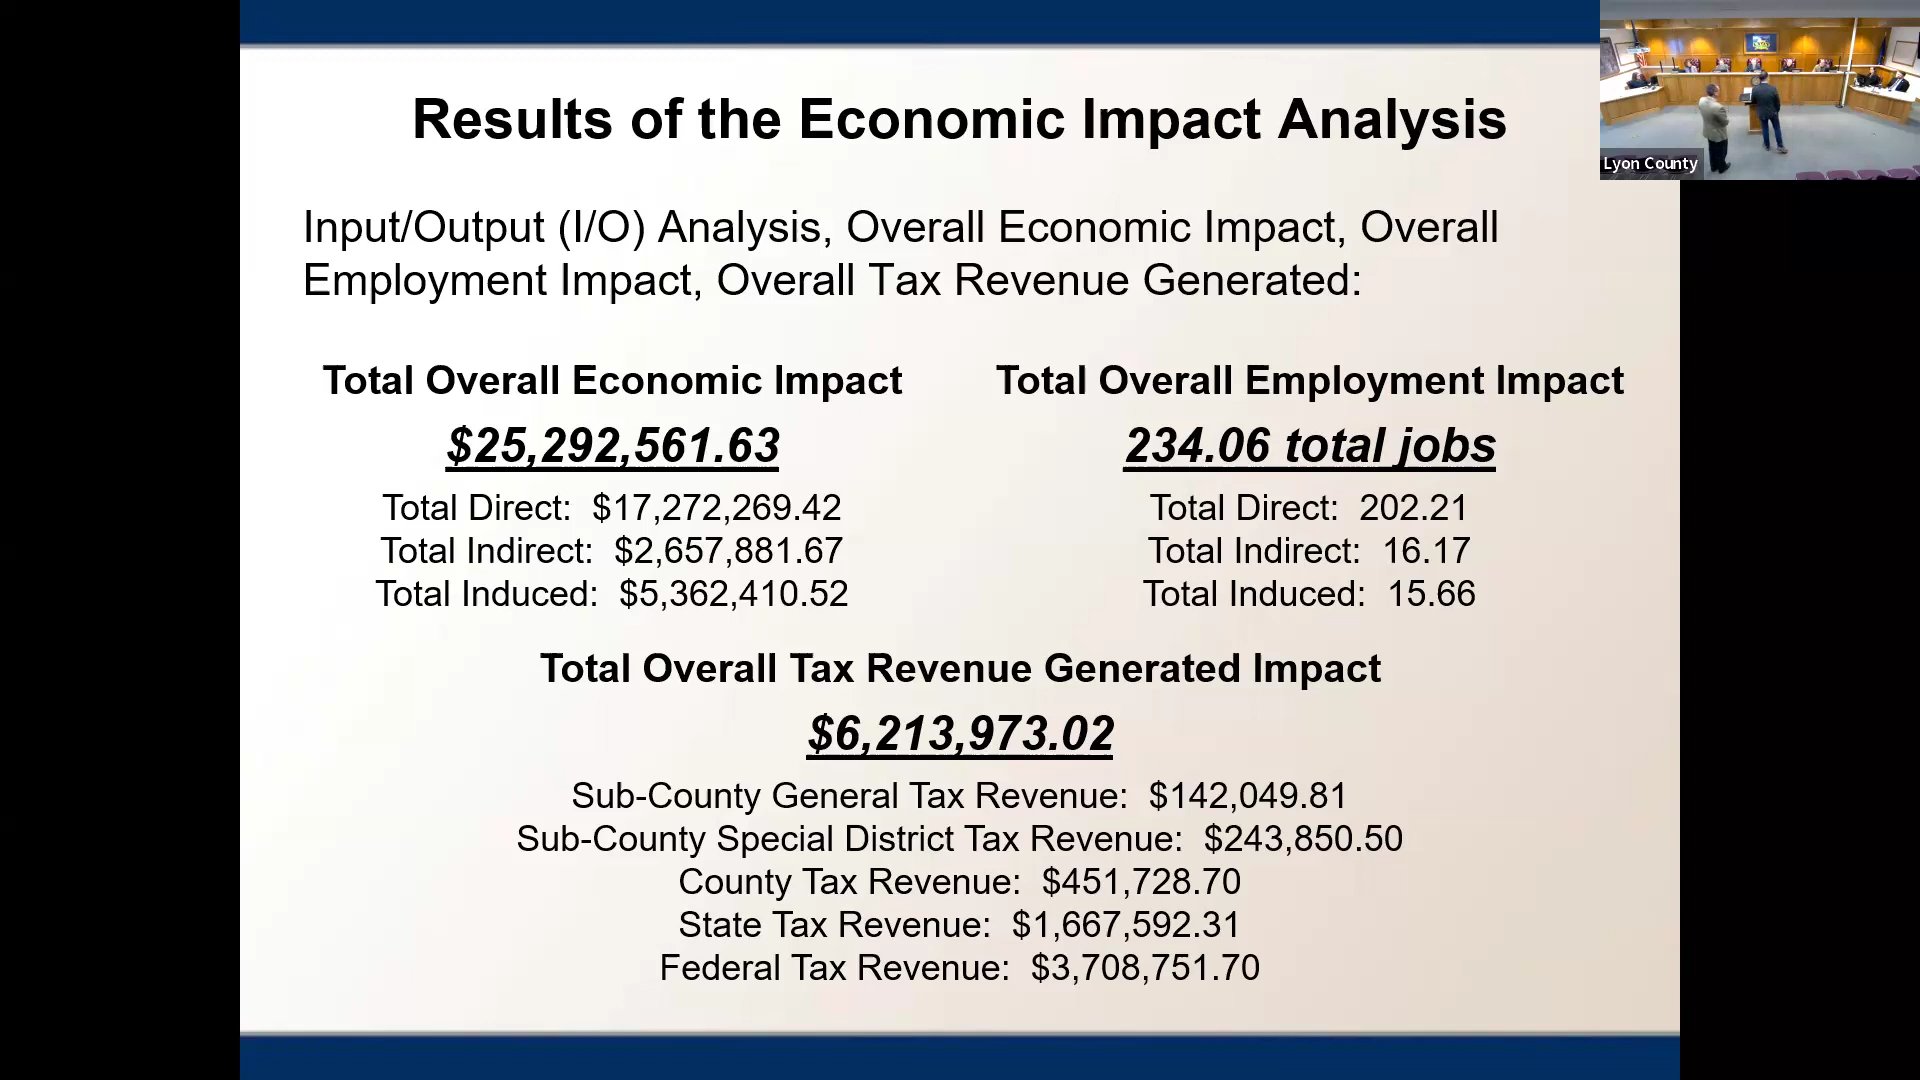 Results of the Economic Impact Analysis
Lyon County
Input/Output (I/O) Analysis, Overall Economic Impact, Overall
Employment Impact, Overall Tax Revenue Generated:
Total Overall Economic Impact
$25,292,561.63
Total Direct: $17,272,269.42
Total Indirect: $2,657,881.67
Total Induced: $5,362,410.52
Total Overall Employment Impact
234.06 total jobs
Total Direct: 202.21
Total Indirect: 16.17
Total Induced: 15.66
Total Overall Tax Revenue Generated Impact
$6,213,973.02
Sub-County General Tax Revenue: $142,049.81
Sub-County Special District Tax Revenue: $243,850.50
County Tax Revenue: $451,728.70
State Tax Revenue: $1,667,592.31
Federal Tax Revenue: $3,708,751.70